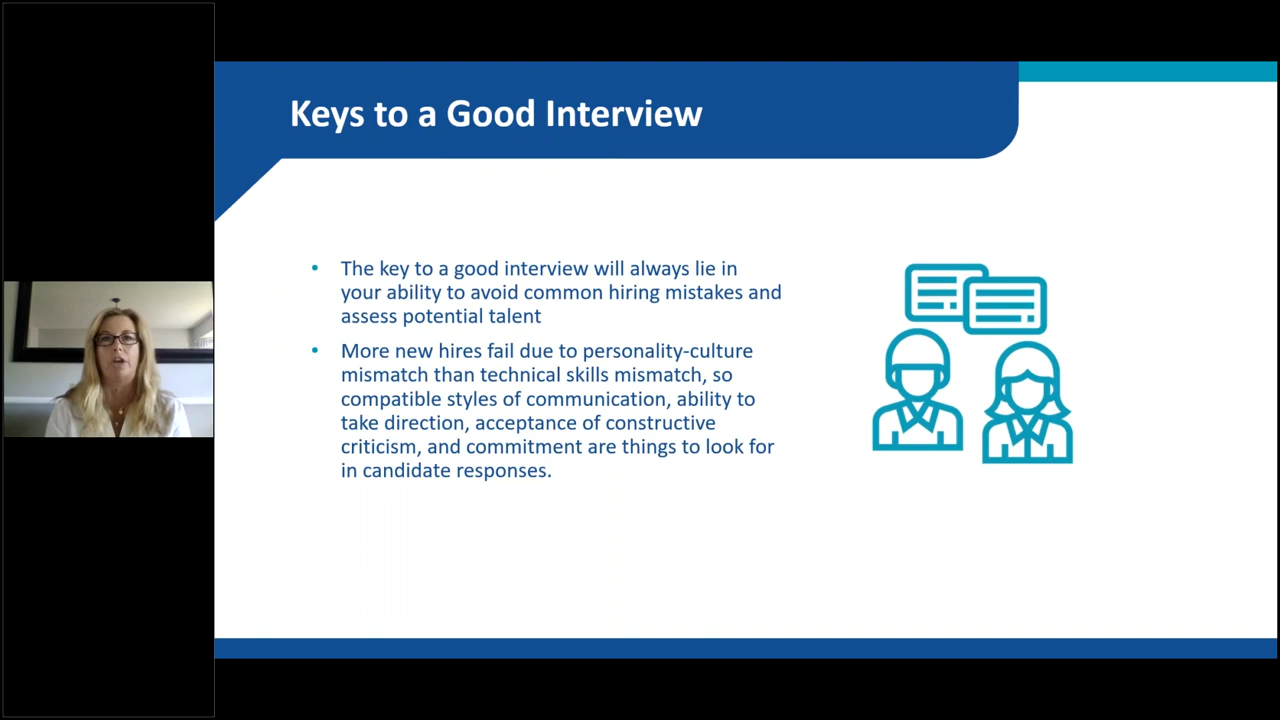 Keys to a Good Interview
• The key to a good interview will always lie in
your ability to avoid common hiring mistakes and
assess potential talent
• More new hires fail due to personality-culture
mismatch than technical skills mismatch, so
compatible styles of communication, ability to
take direction, acceptance of constructive
criticism, and commitment are things to look for
in candidate responses.